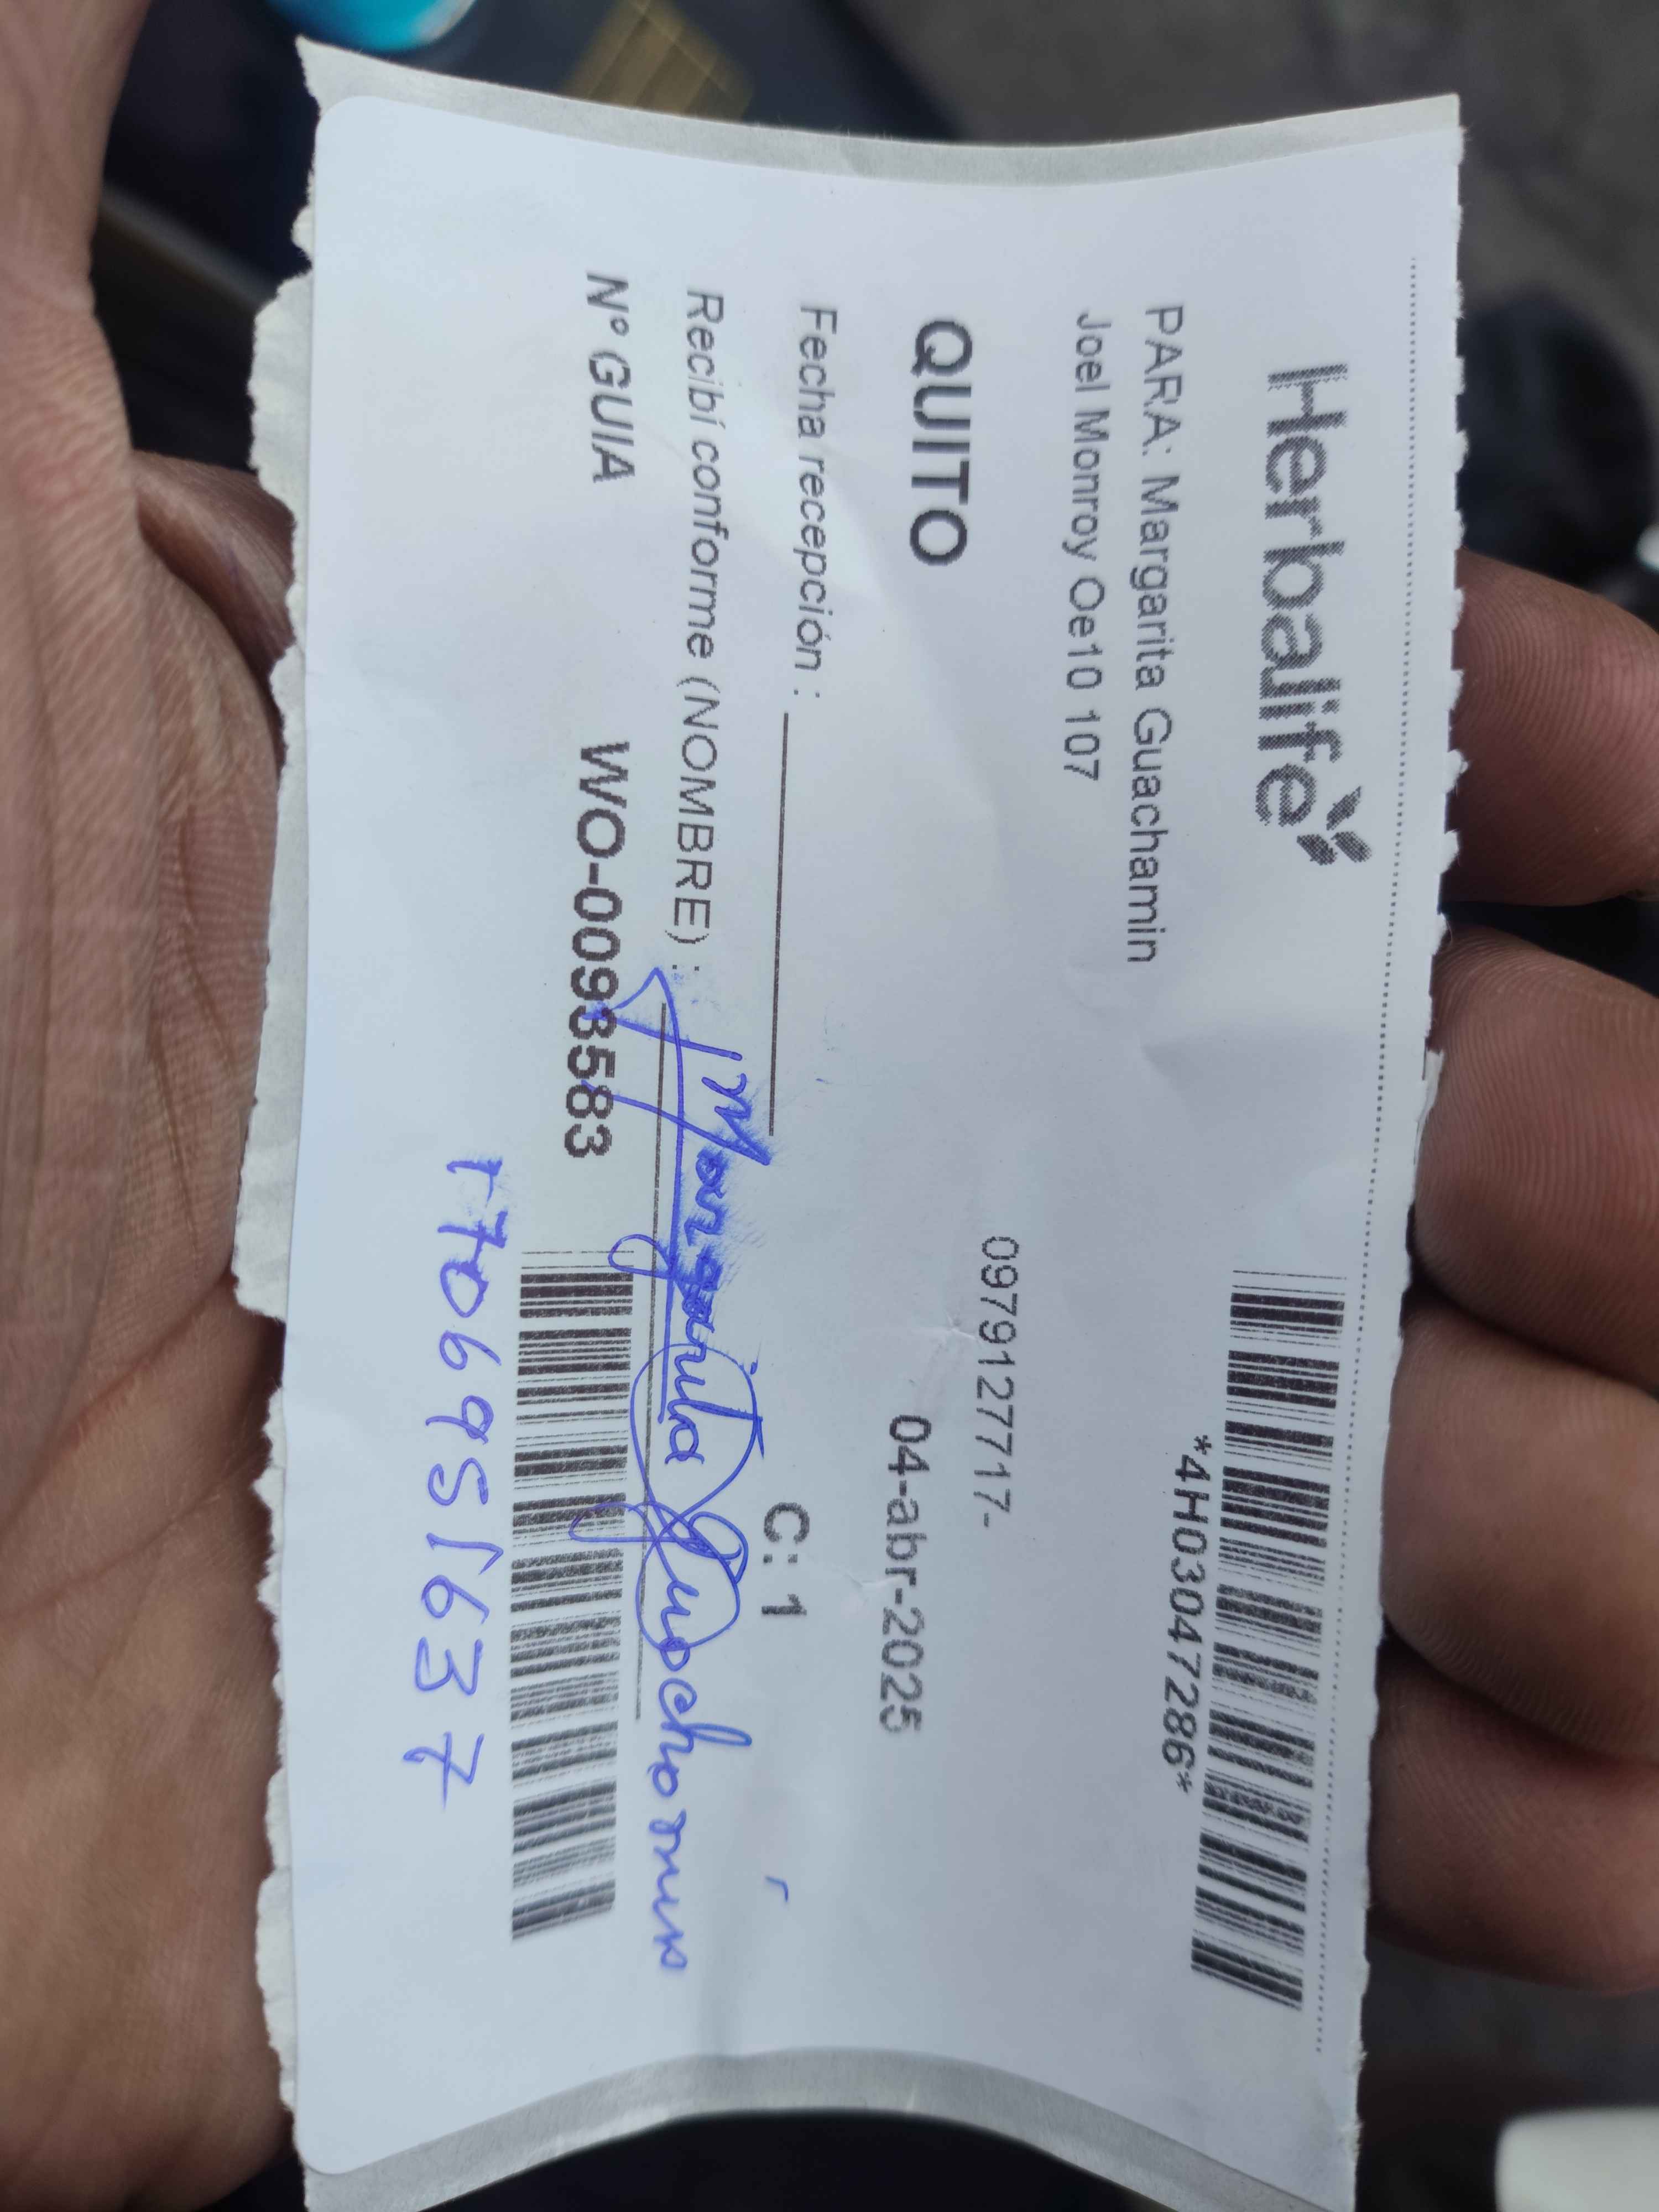 Herbalife
*4H03047286*
PARA: Margarita Guachamin
Joel Monroy Oe10 107
0979127717-
QUITO
04-abr-2025
Fecha recepción :
C: 1
Recibí conforme (NOMBRE) : Margarita Guachamin
Nº GUIA WO-0093583
1706951637